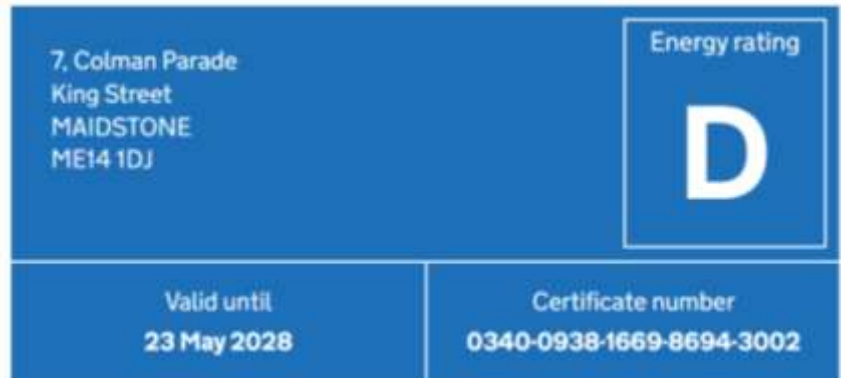 7, Colman Parade
King Street
MAIDSTONE
ME14 1DJ
Energy rating
D
Valid until
23 May 2028
Certificate number
0340-0938-1669-8694-3002